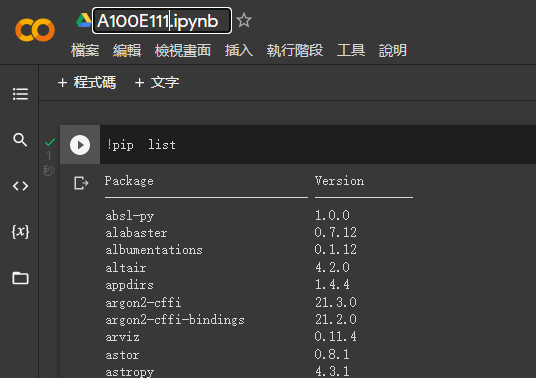 A100E111.ipynb
檔案 編輯 檢視畫面 插入 執行階段 工具 說明
+ 程式碼 + 文字
!pip list
1
秒
Package Version
absl-py 1.0.0
alabaster 0.7.12
albumentations 0.1.12
altair 4.2.0
appdirs 1.4.4
argon2-cffi 21.3.0
argon2-cffi-bindings 21.2.0
arviz 0.11.4
astor 0.8.1
astropy 4.3.1